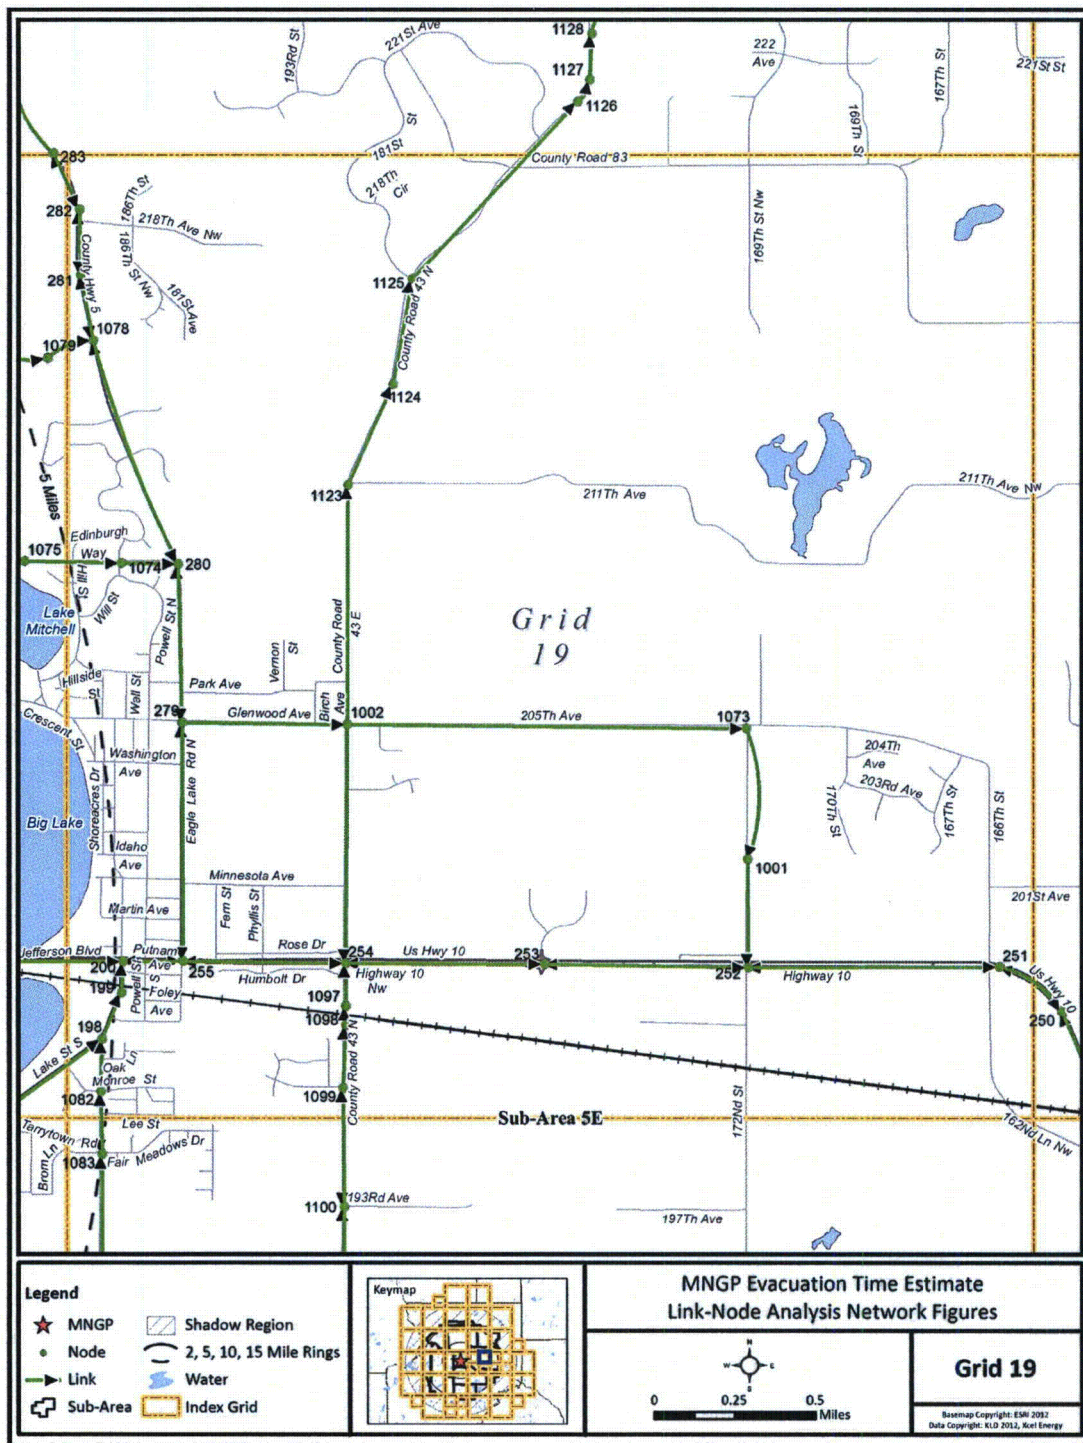 1128
221St Ave
193Rd St
222
Ave
167Th St
221St St
1127
1126
169Th St
181St
St
283
County Road 83
218Th
Cir
186Th St
282
218Th Ave Nw
169Th St Nw
186Th St Nw
County Hwy 5
281
181St Ave
1125
County Road 43 N
1078
1079
1124
5 Miles
1123
211Th Ave
211Th Ave Nw
Edinburgh
Way
1075
1074
280
Hill St
Will St
Lake
Mitchell
Powell St N
County Road
43 E
Grid
19
Vernon
St
Hillside
St
Wall St
Park Ave
Birch
Ave
Crescent St
279
Glenwood Ave
1002
205Th Ave
1073
Washington
Ave
Eagle Lake Rd N
Shoreacres Dr
204Th
Ave
203Rd Ave
170Th St
167Th St
166Th St
Big Lake
Idaho
Ave
1001
Minnesota Ave
201St Ave
Martin Ave
Fern St
Phyllis St
Jefferson Blvd
Putnam
Ave
Rose Dr
254
Us Hwy 10
253
251
200
255
Humbolt Dr
Highway 10
Nw
252
Highway 10
Us Hwy 10
199
Powell St
S
Foley
Ave
1097
1098
250
198
Lake St S
Oak
Ln
Monroe St
County Road 43 N
1082
1099
172Nd St
Sub-Area 5E
Lee St
162Nd Ln Nw
Terrytown Rd
1083
Fair Meadows Dr
Brom Ln
1100
193Rd Ave
197Th Ave
Legend
MNGP
Node
Link
Sub-Area
Shadow Region
2, 5, 10, 15 Mile Rings
Water
Index Grid
Keymap
MNGP Evacuation Time Estimate
Link-Node Analysis Network Figures
N
W
E
S
0 0.25 0.5
Miles
Grid 19
Basemap Copyright: ESRI 2012
Data Copyright: KLD 2012, Xcel Energy